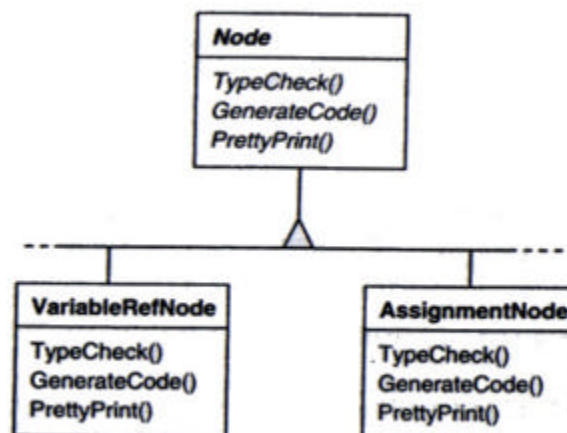 Node
TypeCheck()
GenerateCode()
PrettyPrint()
VariableRefNode
TypeCheck()
GenerateCode()
PrettyPrint()
AssignmentNode
TypeCheck()
GenerateCode()
PrettyPrint()